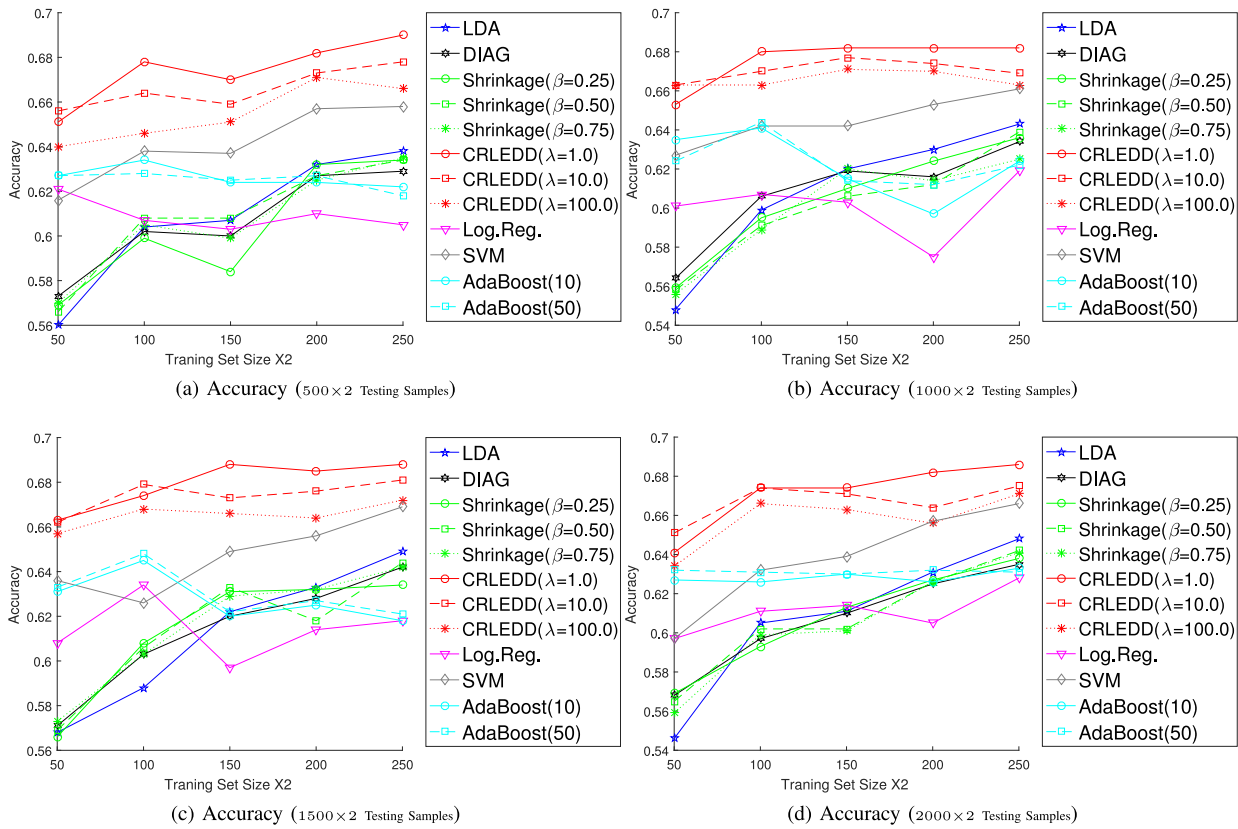 0.7
0.68
0.66
0.64
0.62
0.6
0.58
0.56
Accuracy
50
100
150
200
250
Traning Set Size X2
LDA
DIAG
Shrinkage(β=0.25)
Shrinkage(β=0.50)
Shrinkage(β=0.75)
CRLEDD(λ=1.0)
CRLEDD(λ=10.0)
CRLEDD(λ=100.0)
Log.Reg.
SVM
AdaBoost(10)
AdaBoost(50)
(a) Accuracy (500×2 Testing Samples)
0.7
0.68
0.66
0.64
0.62
0.6
0.58
0.56
0.54
Accuracy
50
100
150
200
250
Traning Set Size X2
LDA
DIAG
Shrinkage(β=0.25)
Shrinkage(β=0.50)
Shrinkage(β=0.75)
CRLEDD(λ=1.0)
CRLEDD(λ=10.0)
CRLEDD(λ=100.0)
Log.Reg.
SVM
AdaBoost(10)
AdaBoost(50)
(b) Accuracy (1000×2 Testing Samples)
0.7
0.68
0.66
0.64
0.62
0.6
0.58
0.56
Accuracy
50
100
150
200
250
Traning Set Size X2
LDA
DIAG
Shrinkage(β=0.25)
Shrinkage(β=0.50)
Shrinkage(β=0.75)
CRLEDD(λ=1.0)
CRLEDD(λ=10.0)
CRLEDD(λ=100.0)
Log.Reg.
SVM
AdaBoost(10)
AdaBoost(50)
(c) Accuracy (1500×2 Testing Samples)
0.7
0.68
0.66
0.64
0.62
0.6
0.58
0.56
0.54
Accuracy
50
100
150
200
250
Traning Set Size X2
LDA
DIAG
Shrinkage(β=0.25)
Shrinkage(β=0.50)
Shrinkage(β=0.75)
CRLEDD(λ=1.0)
CRLEDD(λ=10.0)
CRLEDD(λ=100.0)
Log.Reg.
SVM
AdaBoost(10)
AdaBoost(50)
(d) Accuracy (2000×2 Testing Samples)